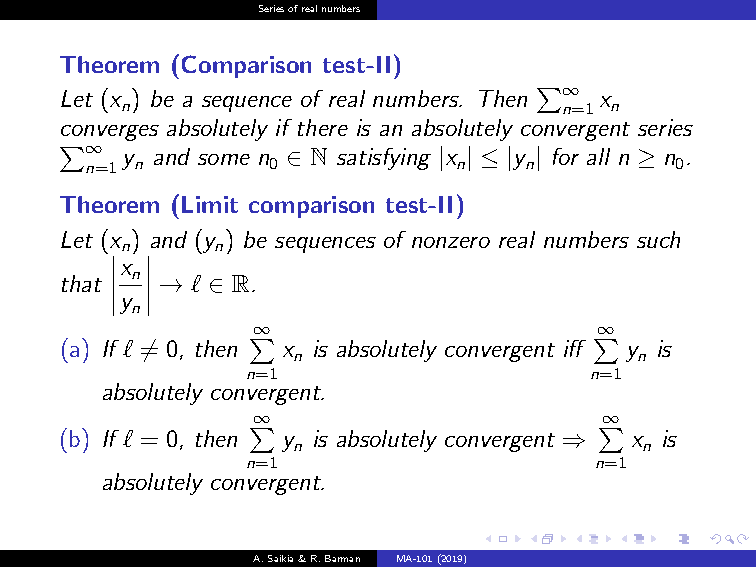 Series of real numbers
Theorem (Comparison test-II)
Let (xₙ) be a sequence of real numbers. Then ∑∞n=1 xₙ
converges absolutely if there is an absolutely convergent series
∑∞n=1 yₙ and some n₀ ∈ ℕ satisfying |xₙ| ≤ |yₙ| for all n ≥ n₀.
Theorem (Limit comparison test-II)
Let (xₙ) and (yₙ) be sequences of nonzero real numbers such
that |xₙ/yₙ| → ℓ ∈ ℝ.
(a) If ℓ ≠ 0, then ∑∞n=1 xₙ is absolutely convergent iff ∑∞n=1 yₙ is
absolutely convergent.
(b) If ℓ = 0, then ∑∞n=1 yₙ is absolutely convergent ⇒ ∑∞n=1 xₙ is
absolutely convergent.
A. Saikia & R. Barman MA-101 (2019)